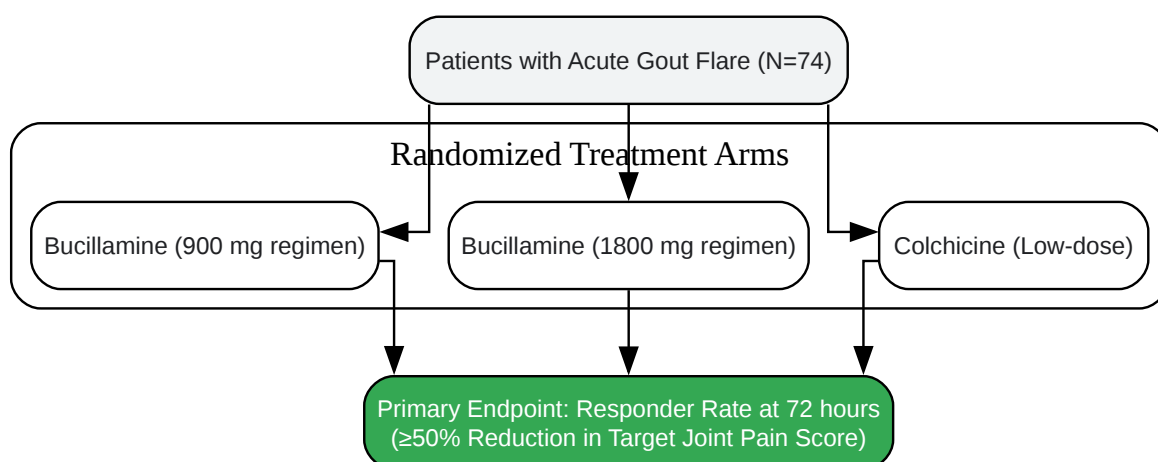 Patients with Acute Gout Flare (N=74)
Randomized Treatment Arms
Bucillamine (900 mg regimen)
Bucillamine (1800 mg regimen)
Colchicine (Low-dose)
Primary Endpoint: Responder Rate at 72 hours
(≥50% Reduction in Target Joint Pain Score)